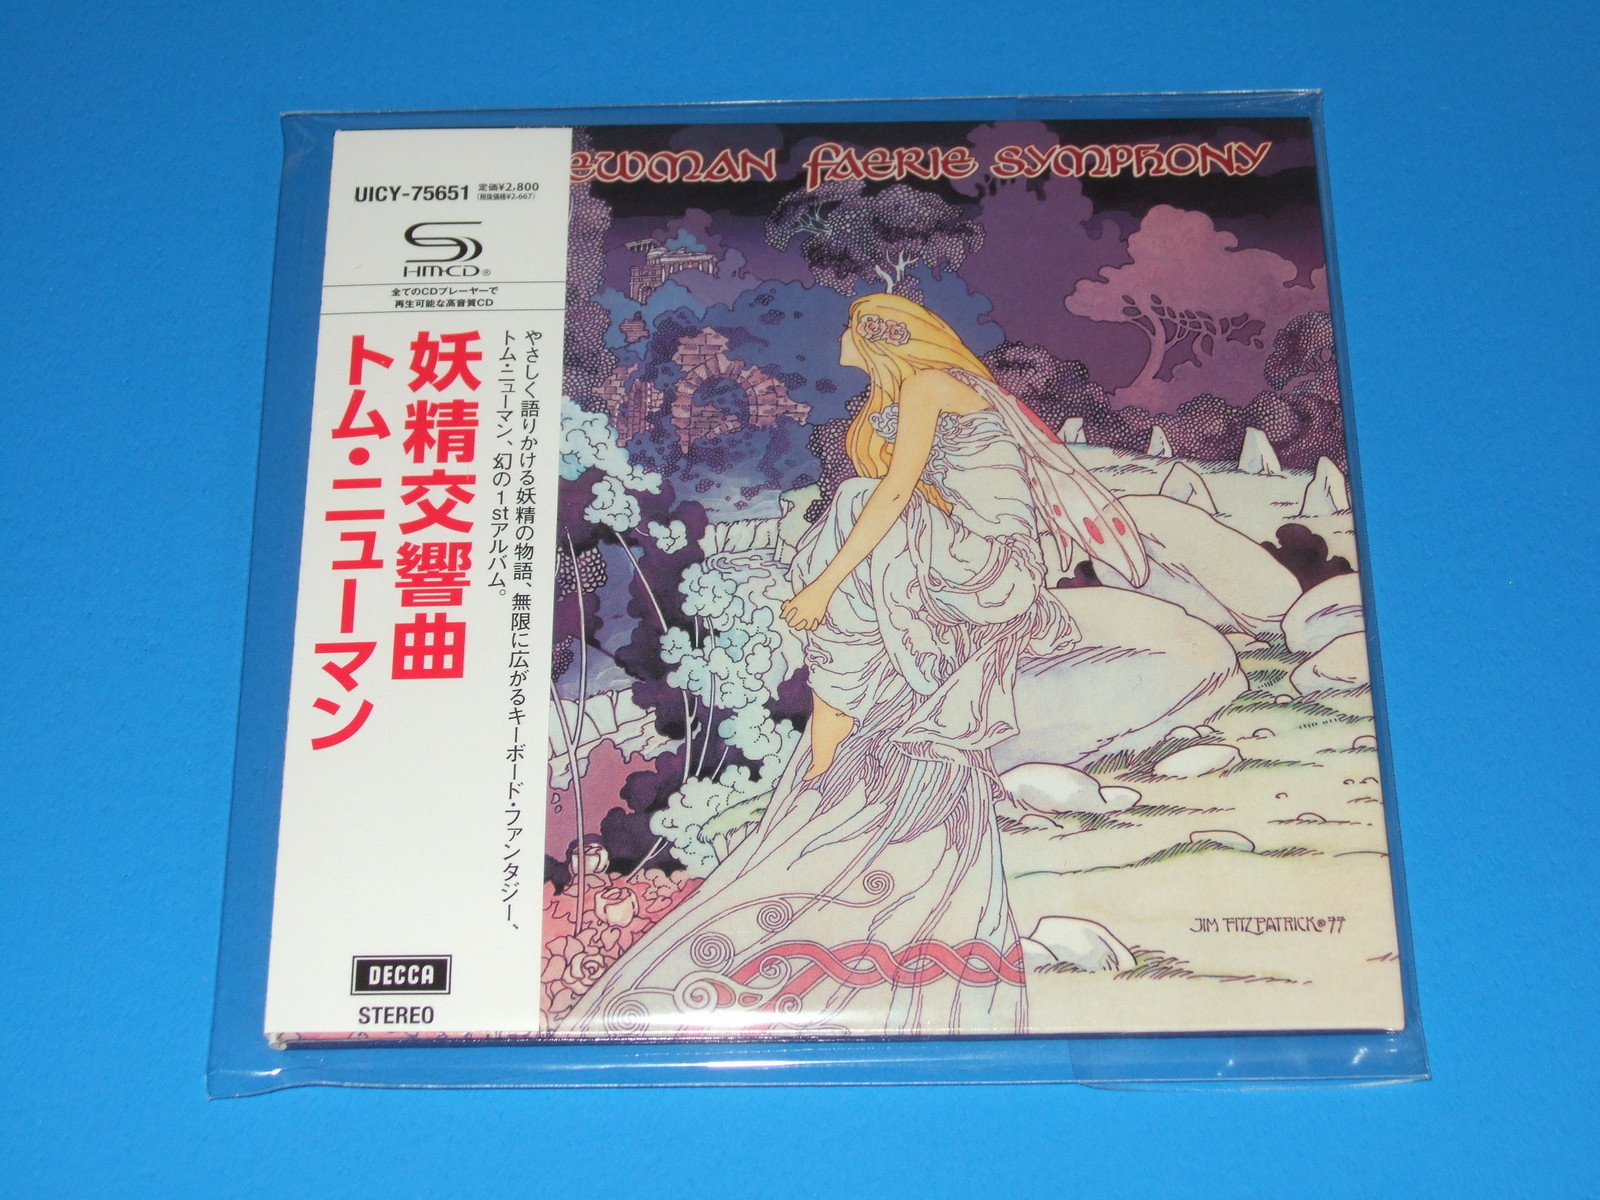 EWMAN FAERIE SYMPHONY
UICY-75651 定価¥2,800
(税抜価格¥2,667)
SHM-CD®
全てのCDプレーヤーで
再生可能な高音質CD
やさしく語りかける妖精の物語、無限に広がるキーボード・ファンタジー、
トム・ニューマン、幻の1stアルバム。
妖精交響曲
トム・ニューマン
DECCA
STEREO
JIM FITZPATRICK©77